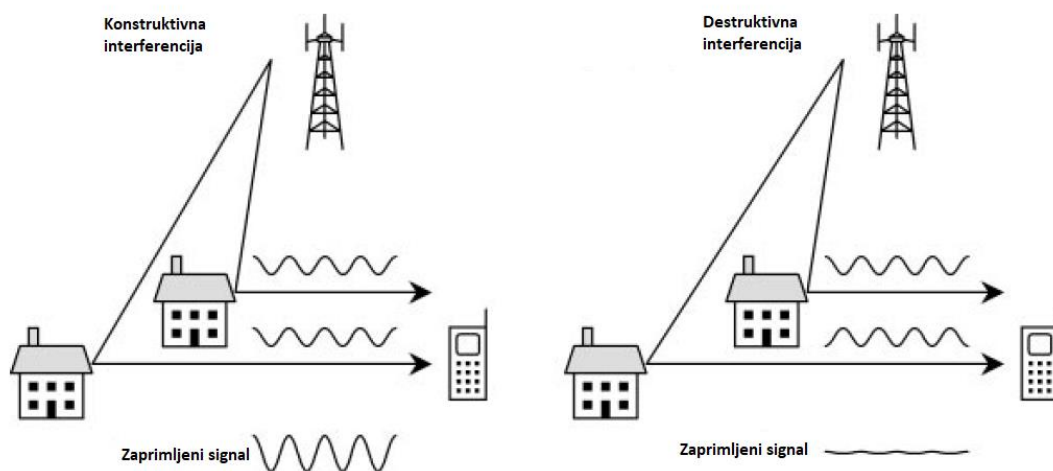 Konstruktivna
interferencija
Destruktivna
interferencija
Zaprimljeni signal
Zaprimljeni signal